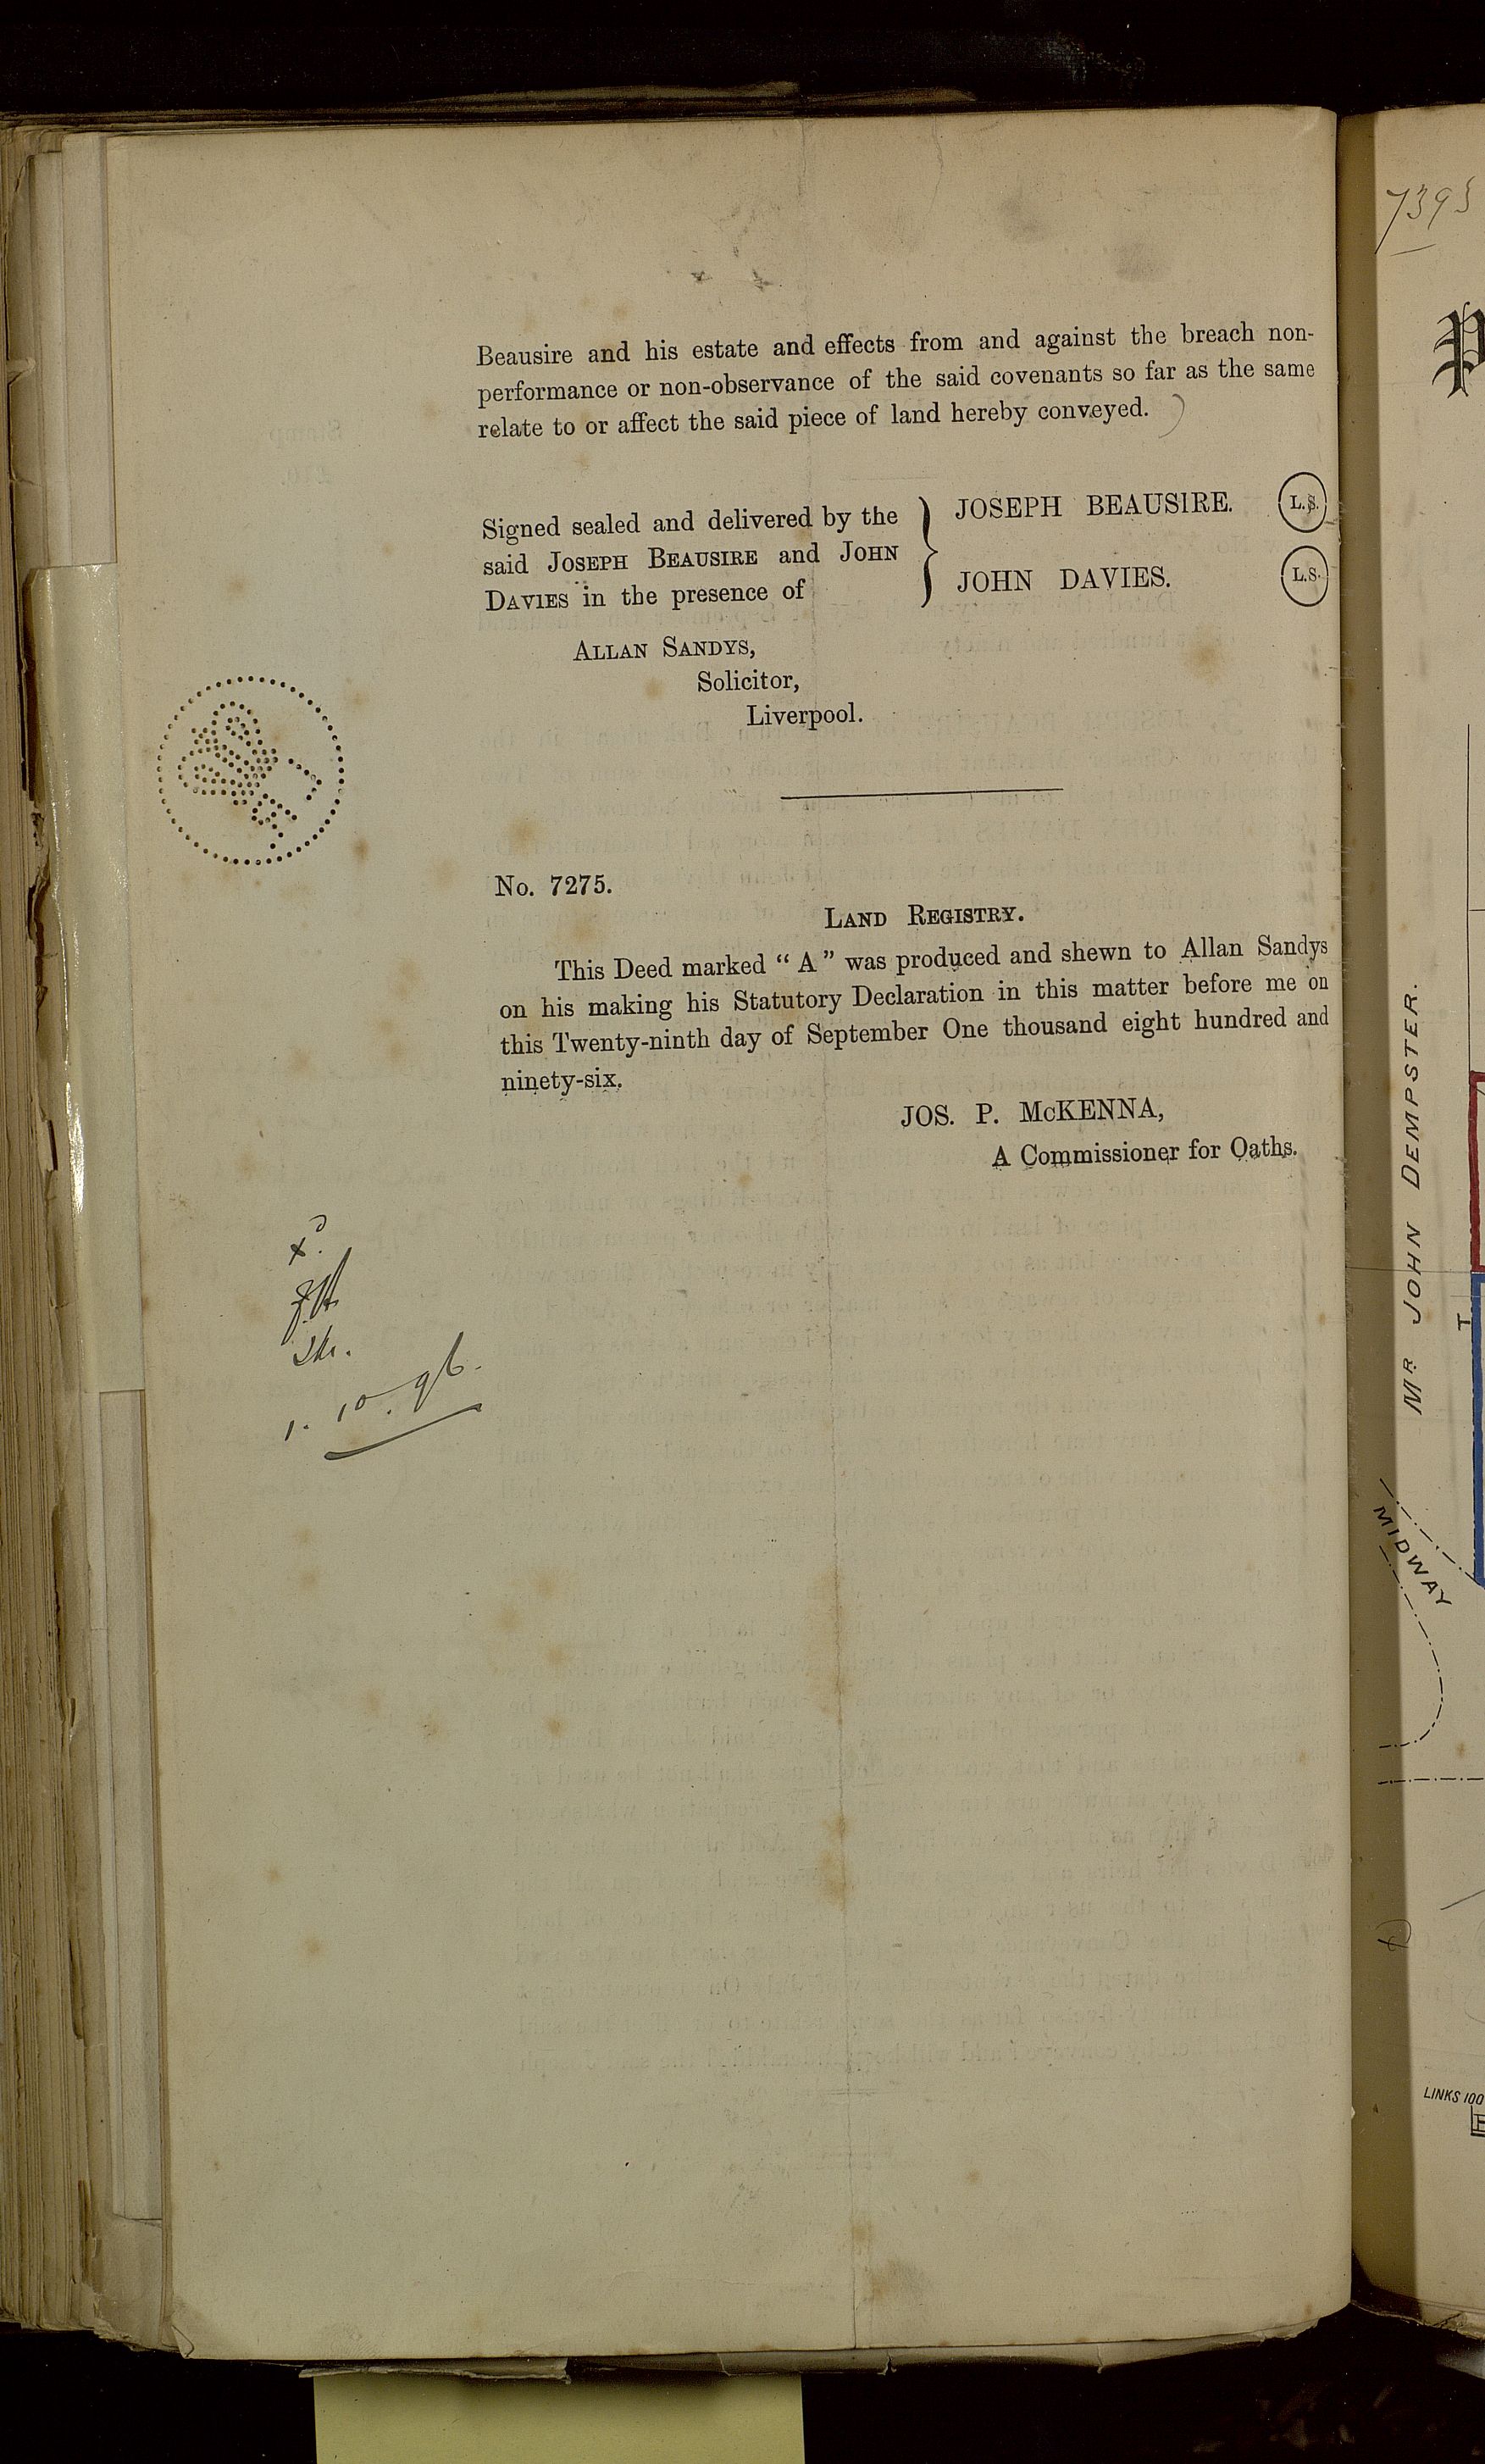 Beausire and his estate and effects from and against the breach non-
performance or non-observance of the said covenants so far as the same
relate to or affect the said piece of land hereby conveyed.
Signed sealed and delivered by the
said JOSEPH BEAUSIRE and JOHN
DAVIES in the presence of
JOSEPH BEAUSIRE. L.S.
JOHN DAVIES. L.S.
ALLAN SANDYS,
Solicitor,
Liverpool.
No. 7275.
LAND REGISTRY.
This Deed marked “ A ” was produced and shewn to Allan Sandys
on his making his Statutory Declaration in this matter before me on
this Twenty-ninth day of September One thousand eight hundred and
ninety-six.
JOS. P. McKENNA,
A Commissioner for Oaths.
1. 10. 96.
7395
P
MR JOHN DEMPSTER.
T
MIDWAY
LINKS 100